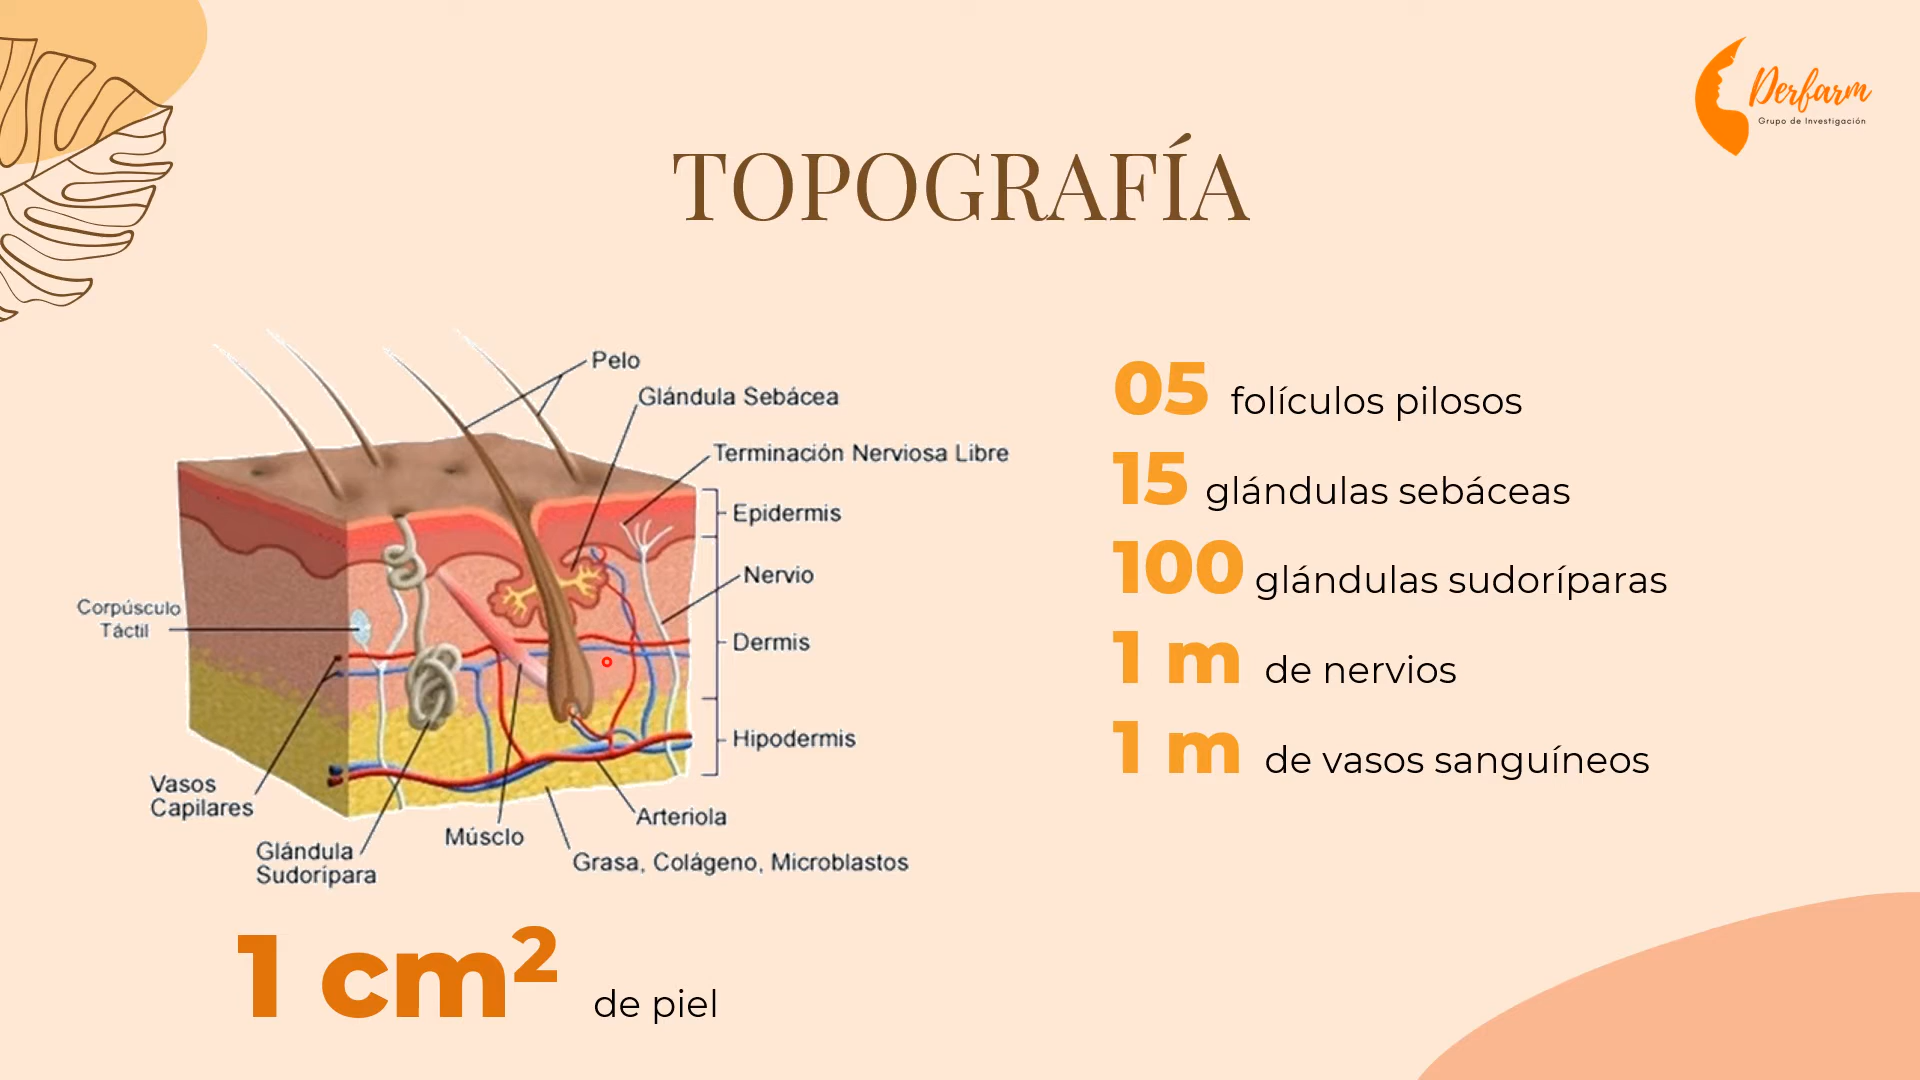 Derfarm
Grupo de Investigación
TOPOGRAFÍA
Pelo
Glándula Sebácea
Terminación Nerviosa Libre
Epidermis
Nervio
Corpúsculo
Táctil
Dermis
Hipodermis
Vasos
Capilares
Arteriola
Músclo
Glándula
Sudorípara
Grasa, Colágeno, Microblastos
1 cm² de piel
05 folículos pilosos
15 glándulas sebáceas
100 glándulas sudoríparas
1 m de nervios
1 m de vasos sanguíneos